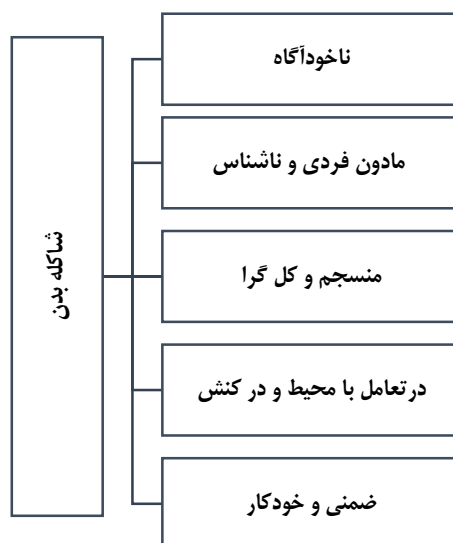 شاکله بدن
ناخودآگاه
مادون فردی و ناشناس
منسجم و کل گرا
درتعامل با محیط و در کنش
ضمنی و خودکار